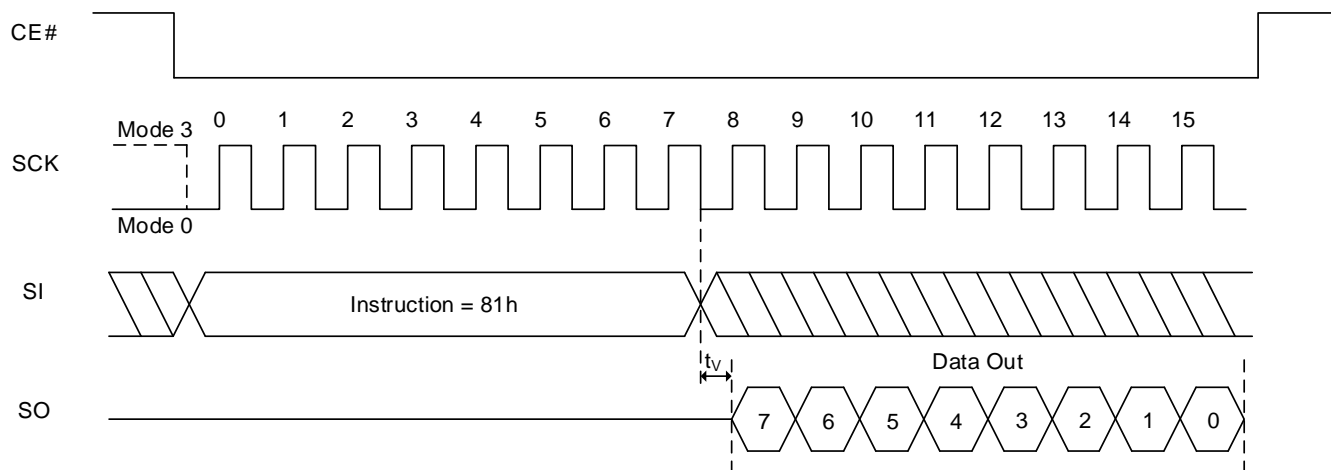 CE#
0 1 2 3 4 5 6 7 8 9 10 11 12 13 14 15
Mode 3
SCK
Mode 0
SI
Instruction = 81h
tV
Data Out
SO
7 6 5 4 3 2 1 0